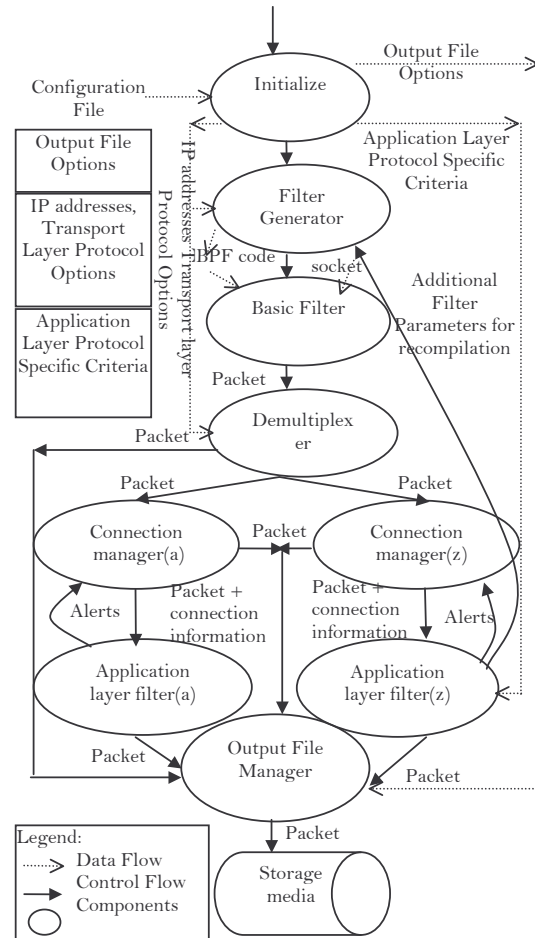 Output File
Options
Initialize
Configuration
File
Output File
Options
IP addresses,
Transport
Layer Protocol
Options
Application
Layer Protocol
Specific Criteria
IP addresses Transport layer
Protocol Options
Application Layer
Protocol Specific
Criteria
Filter
Generator
BPF code
socket
Basic Filter
Additional
Filter
Parameters for
recompilation
Packet
Demultiplex
er
Packet
Packet
Packet
Connection
manager(a)
Packet
Connection
manager(z)
Alerts
Packet +
connection
information
Packet +
connection
information
Alerts
Application
layer filter(a)
Application
layer filter(z)
Packet
Output File
Manager
Packet
Packet
Legend:
Data Flow
Control Flow
Components
Storage
media